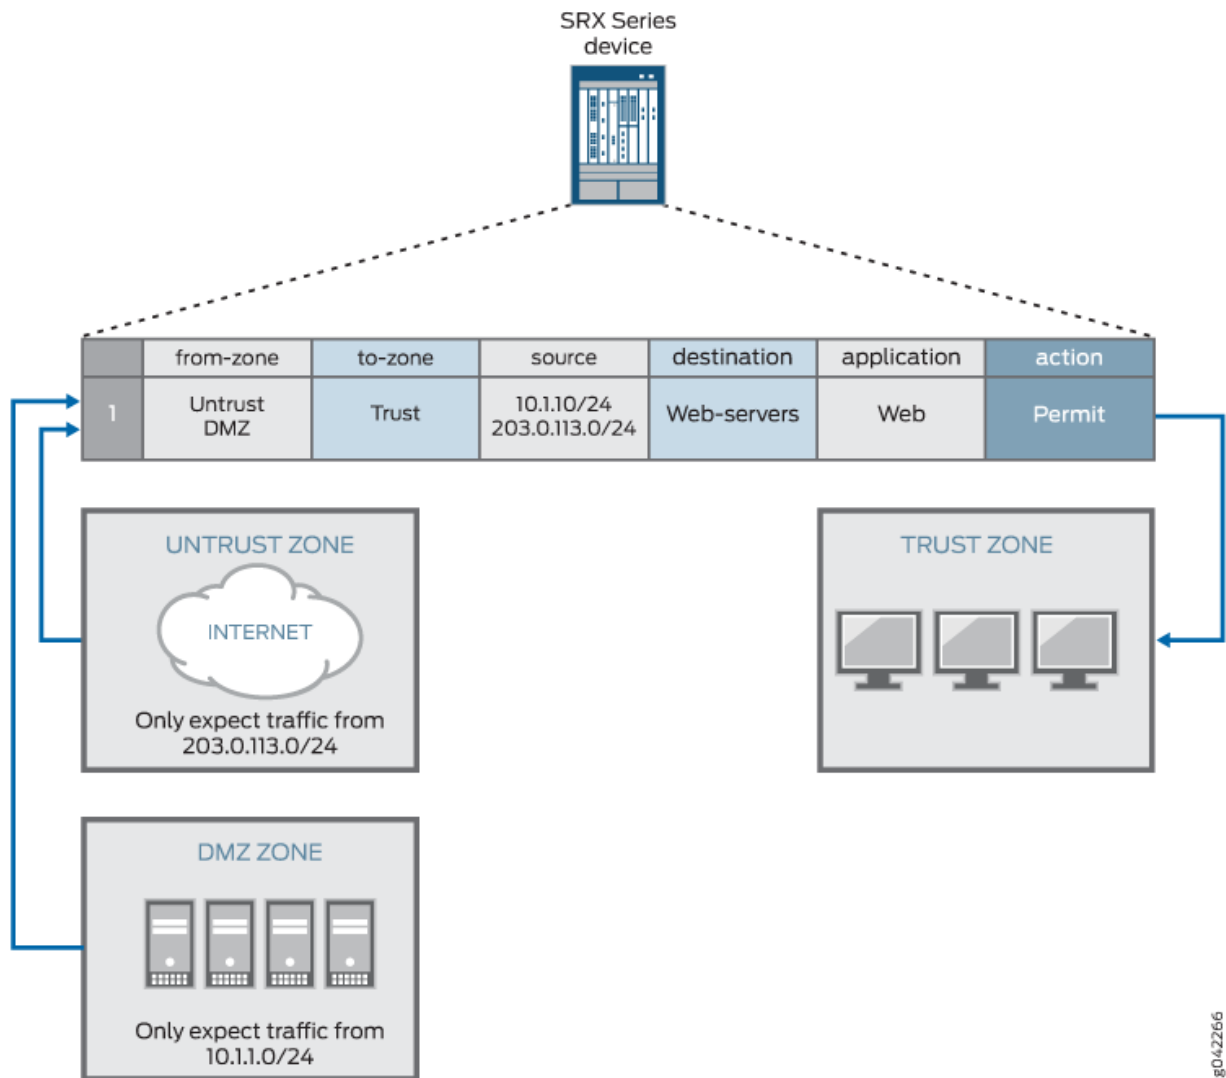 SRX Series
device
from-zone to-zone source destination application action
1 Untrust
DMZ Trust 10.1.10/24
203.0.113.0/24 Web-servers Web Permit
UNTRUST ZONE
INTERNET
Only expect traffic from
203.0.113.0/24
TRUST ZONE
DMZ ZONE
Only expect traffic from
10.1.1.0/24
g042266